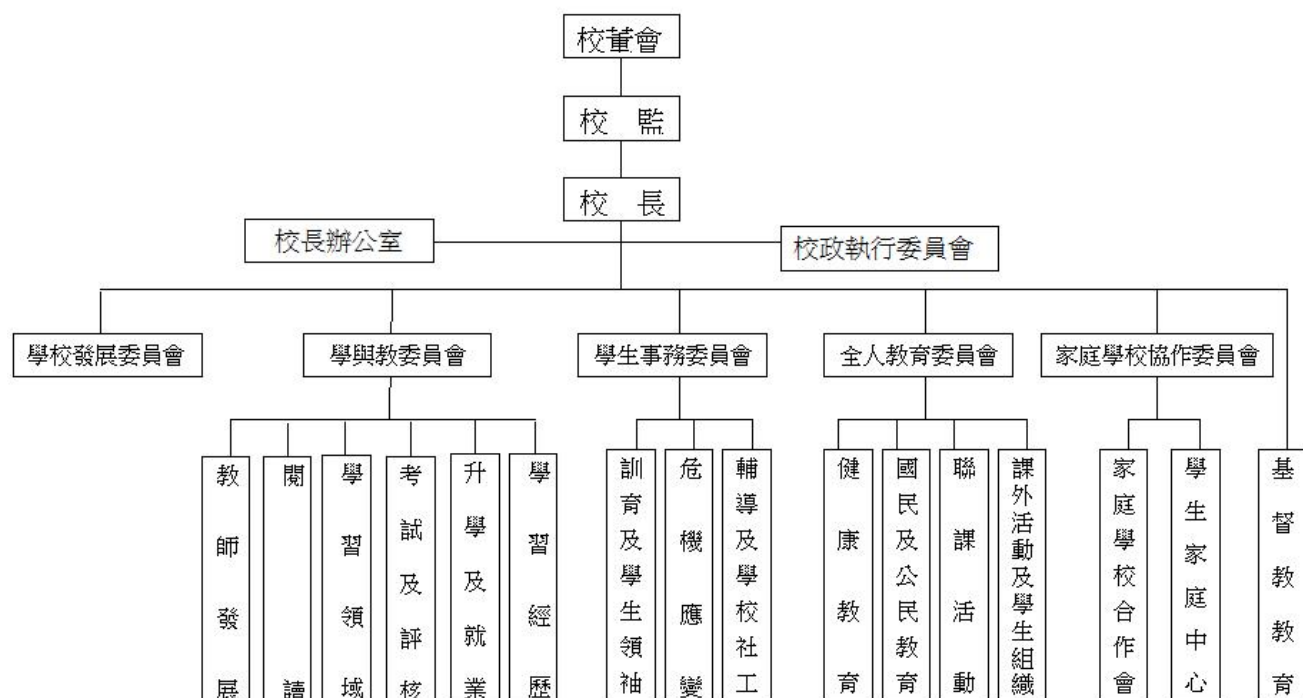 校董會
校監
校長
校長辦公室
校政執行委員會
學校發展委員會
學與教委員會
學生事務委員會
全人教育委員會
家庭學校協作委員會
教師發展
閱讀
學習領域
考試及評核
升學及就業
學習經歷
訓育及學生領袖
危機應變
輔導及學校社工
健康教育
國民及公民教育
聯課活動
課外活動及學生組織
家庭學校合作會
學生家庭中心
基督教教育